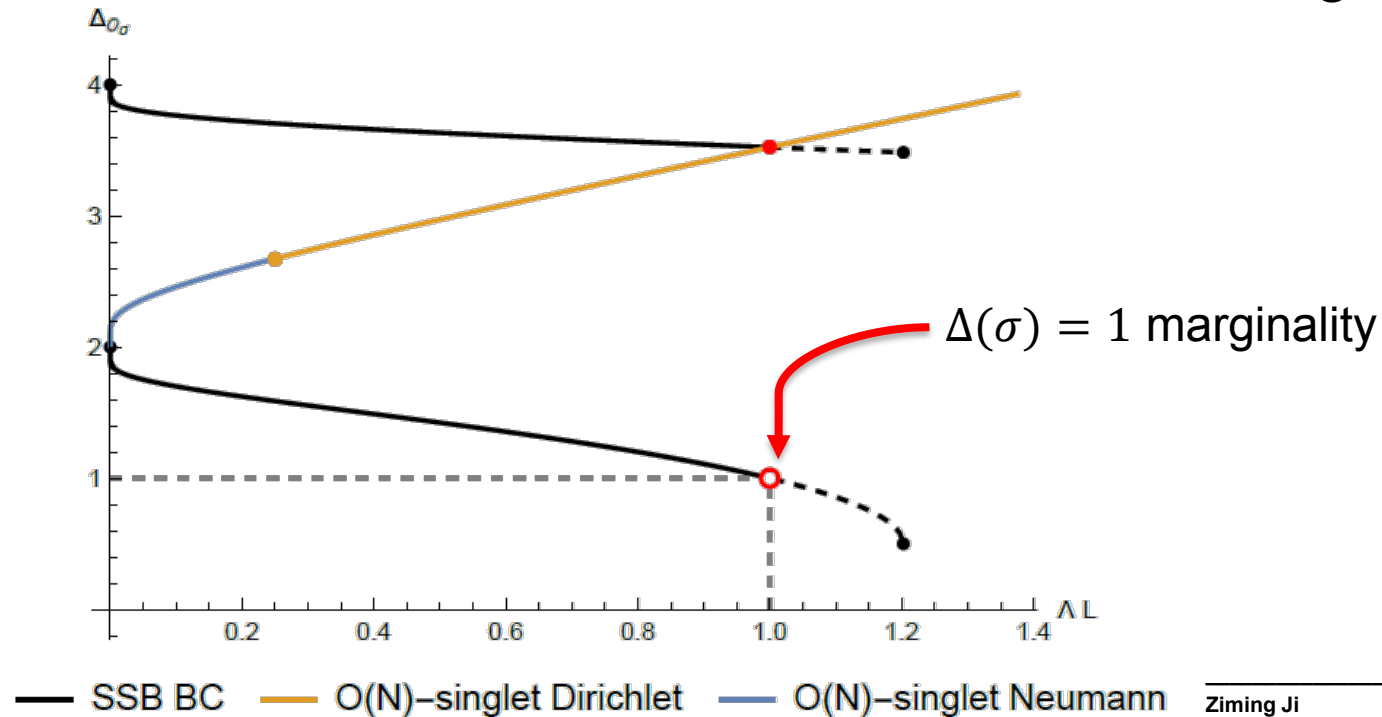 g
Δ_{O_σ}
4
3
2
1
Δ(σ) = 1 marginality
0.2 0.4 0.6 0.8 1.0 1.2 1.4
Λ L
SSB BC O(N)–singlet Dirichlet O(N)–singlet Neumann
Ziming Ji